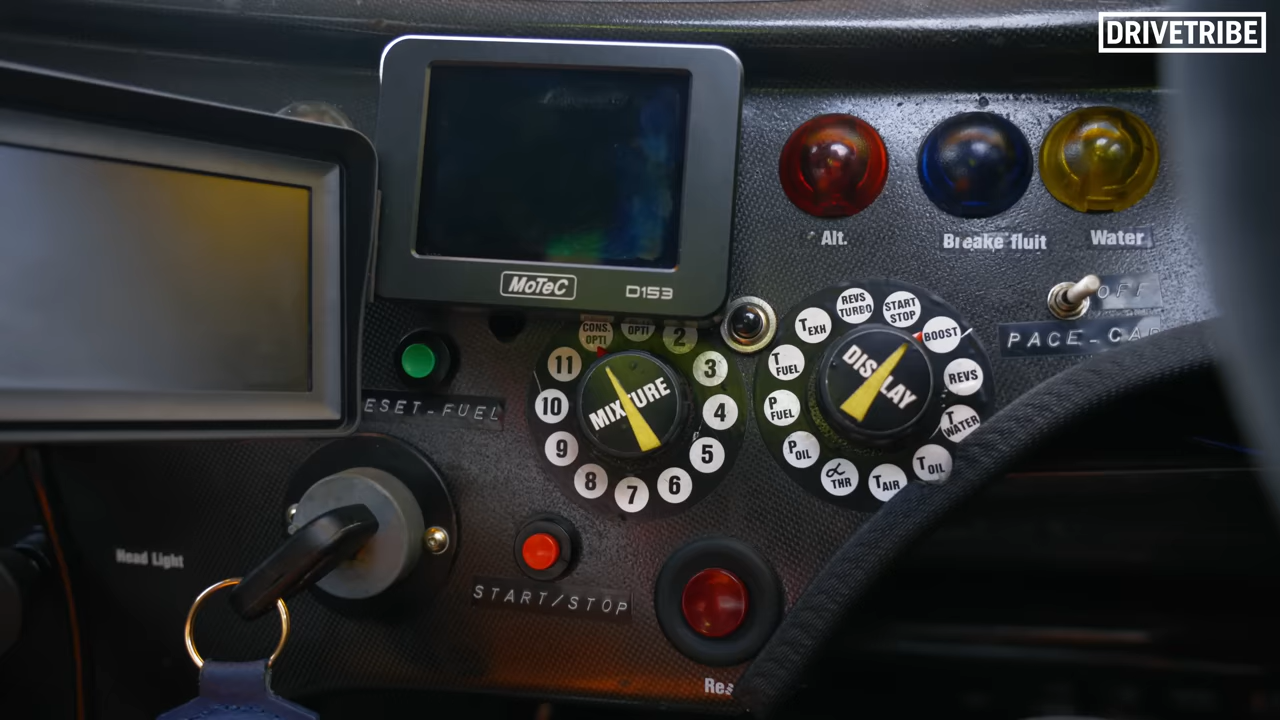 DRIVETRIBE
MoTeC
D153
Alt.
Breake fluit
Water
OFF
PACE-CA
ESET-FUEL
CONS.
OPTI
OPTI
2
3
4
5
6
7
8
9
10
11
MIXTURE
REVS
TURBO
START
STOP
BOOST
REVS
T WATER
T OIL
T AIR
α THR
P OIL
P FUEL
T FUEL
T EXH
DISPLAY
Head Light
START/STOP